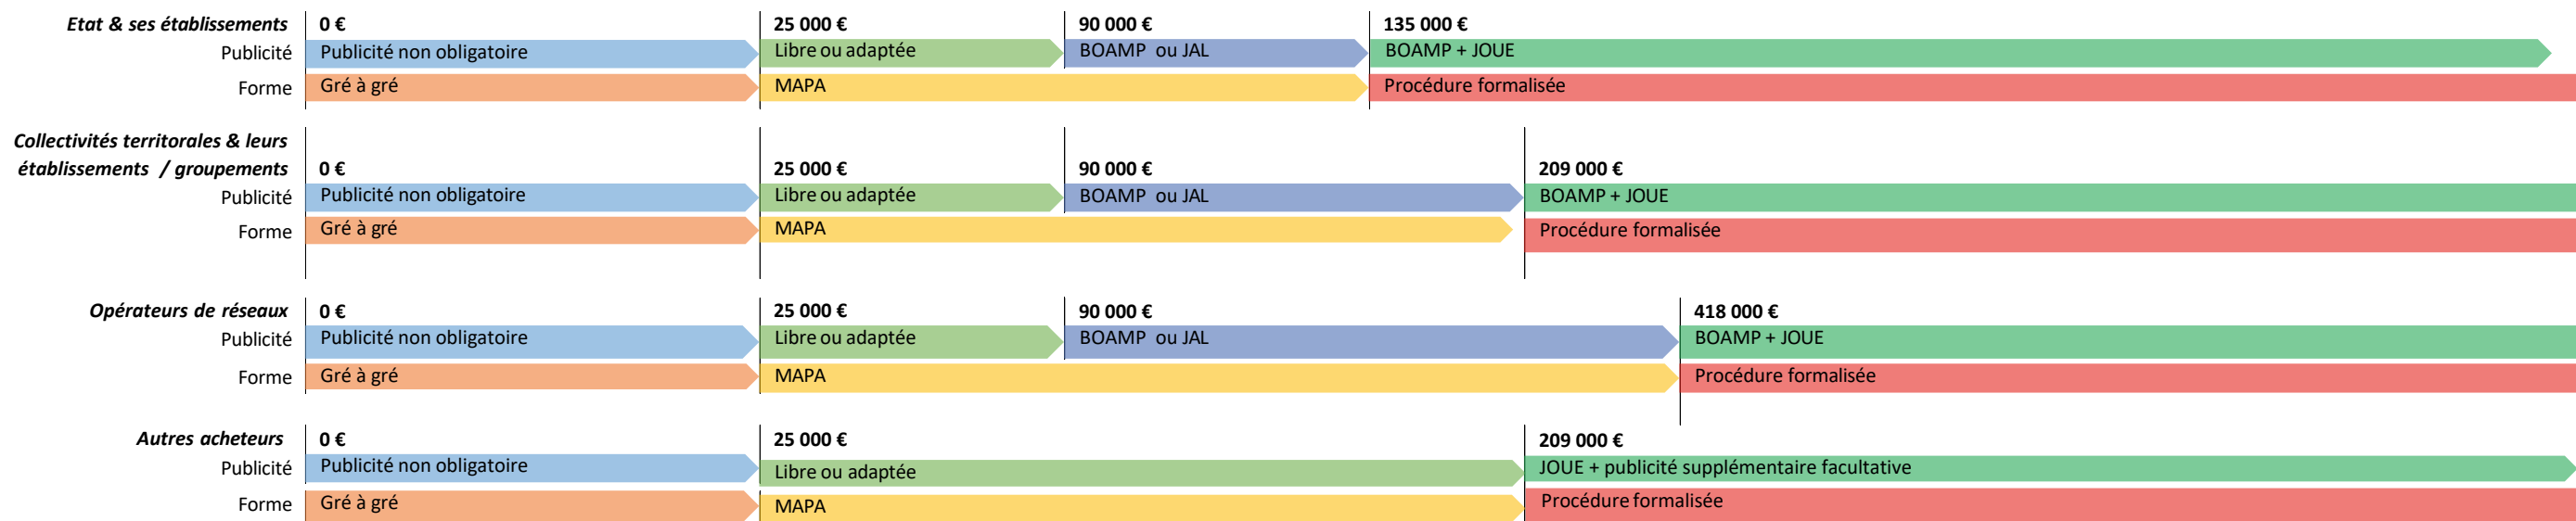 Etat & ses établissements 0 € 25 000 € 90 000 € 135 000 €
Publicité Publicité non obligatoire Libre ou adaptée BOAMP ou JAL BOAMP + JOUE
Forme Gré à gré MAPA Procédure formalisée
Collectivités territoriales & leurs
établissements / groupements 0 € 25 000 € 90 000 € 209 000 €
Publicité Publicité non obligatoire Libre ou adaptée BOAMP ou JAL BOAMP + JOUE
Forme Gré à gré MAPA Procédure formalisée
Opérateurs de réseaux 0 € 25 000 € 90 000 € 418 000 €
Publicité Publicité non obligatoire Libre ou adaptée BOAMP ou JAL BOAMP + JOUE
Forme Gré à gré MAPA Procédure formalisée
Autres acheteurs 0 € 25 000 € 209 000 €
Publicité Publicité non obligatoire Libre ou adaptée JOUE + publicité supplémentaire facultative
Forme Gré à gré MAPA Procédure formalisée